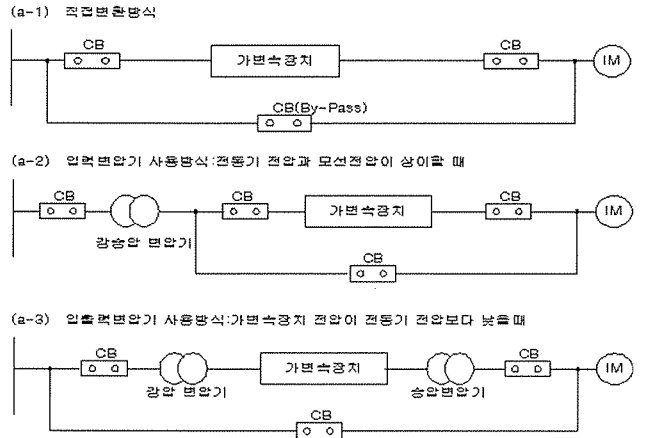 (a-1) 직접변환방식
CB
CB
가변속장치
IM
CB(By-Pass)
(a-2) 입력변압기 사용방식:전동기 전압과 모선전압이 상이할 때
CB
CB
CB
가변속장치
IM
강승압 변압기
CB
(a-3) 입출력변압기 사용방식:가변속장치 전압이 전동기 전압보다 낮을때
CB
CB
가변속장치
IM
강압 변압기
승압변압기
CB